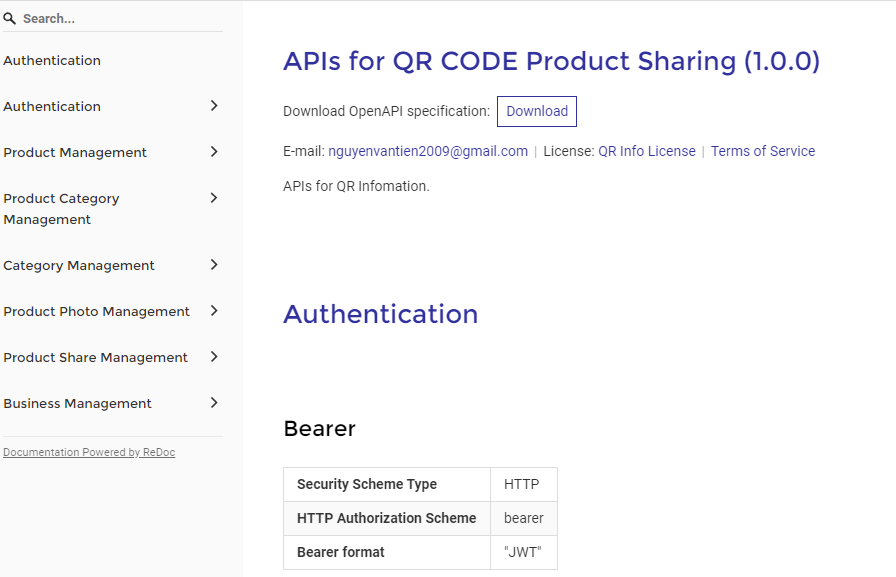 Search...
Authentication
Authentication
Product Management
Product Category
Management
Category Management
Product Photo Management
Product Share Management
Business Management
Documentation Powered by ReDoc
APIs for QR CODE Product Sharing (1.0.0)
Download OpenAPI specification: Download
E-mail: nguyenvantien2009@gmail.com | License: QR Info License | Terms of Service
APIs for QR Infomation.
Authentication
Bearer
Security Scheme Type HTTP
HTTP Authorization Scheme bearer
Bearer format "JWT"